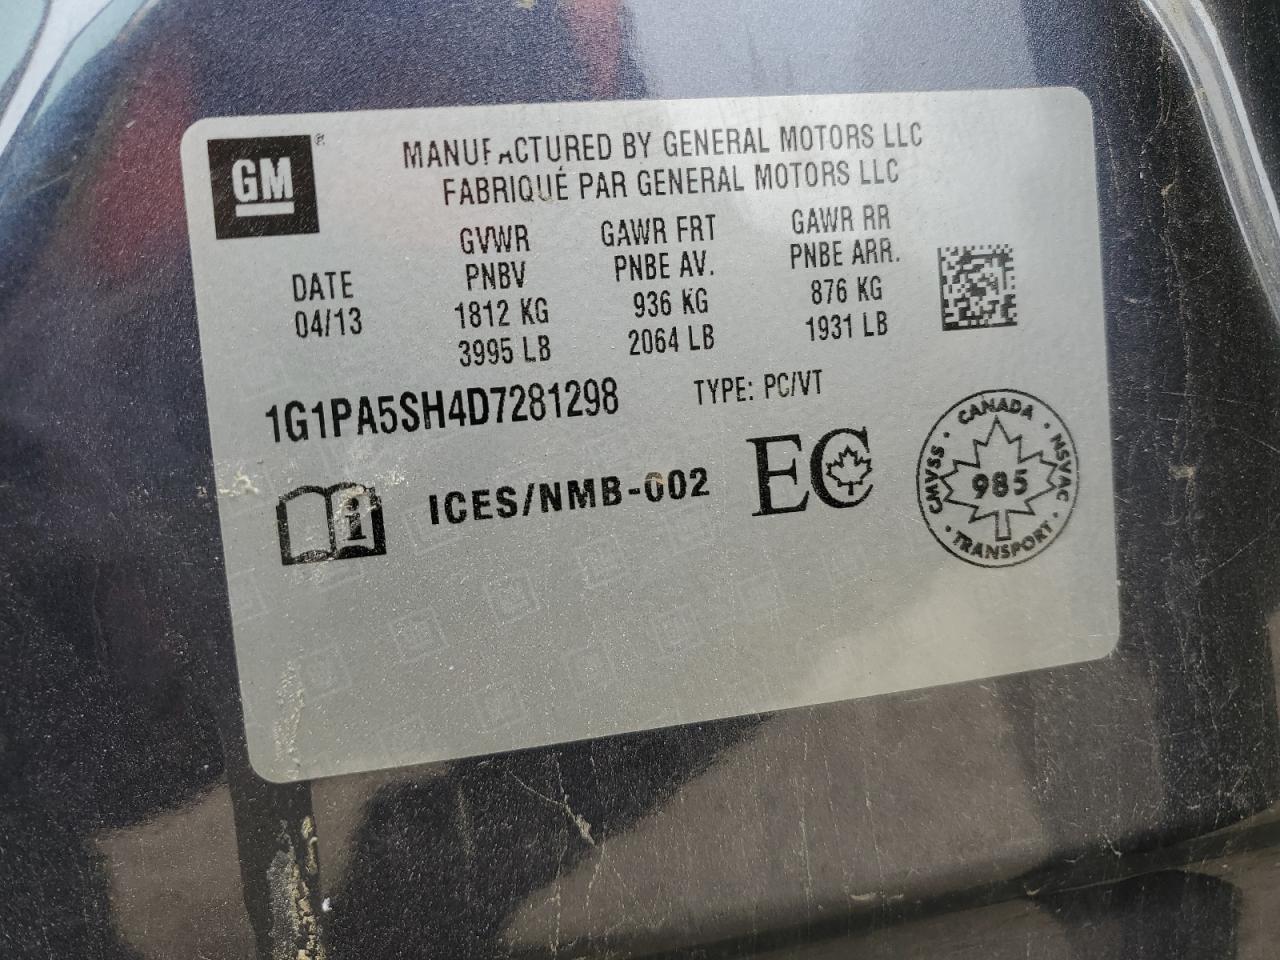 GM ®
MANUFACTURED BY GENERAL MOTORS LLC
FABRIQUÉ PAR GENERAL MOTORS LLC
DATE
04/13
GVWR
PNBV
1812 KG
3995 LB
GAWR FRT
PNBE AV.
936 KG
2064 LB
GAWR RR
PNBE ARR.
876 KG
1931 LB
1G1PA5SH4D7281298
TYPE: PC/VT
i
ICES/NMB-002
EC
CANADA · NSVAC · TRANSPORT · CMVSS ·
985